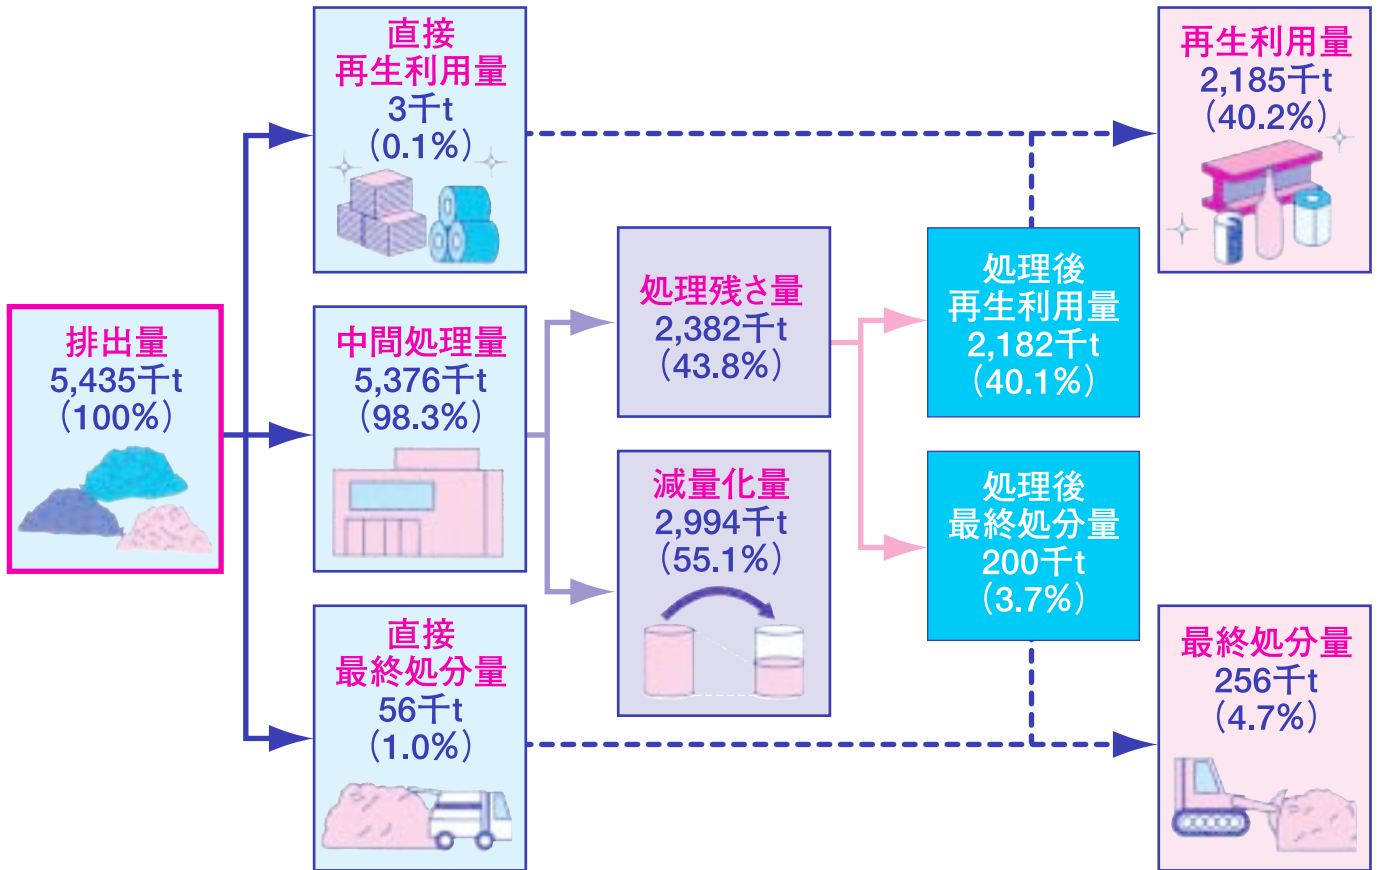 排出量
5,435千t
(100%)
直接
再生利用量
3千t
(0.1%)
中間処理量
5,376千t
(98.3%)
直接
最終処分量
56千t
(1.0%)
処理残さ量
2,382千t
(43.8%)
減量化量
2,994千t
(55.1%)
処理後
再生利用量
2,182千t
(40.1%)
処理後
最終処分量
200千t
(3.7%)
再生利用量
2,185千t
(40.2%)
最終処分量
256千t
(4.7%)